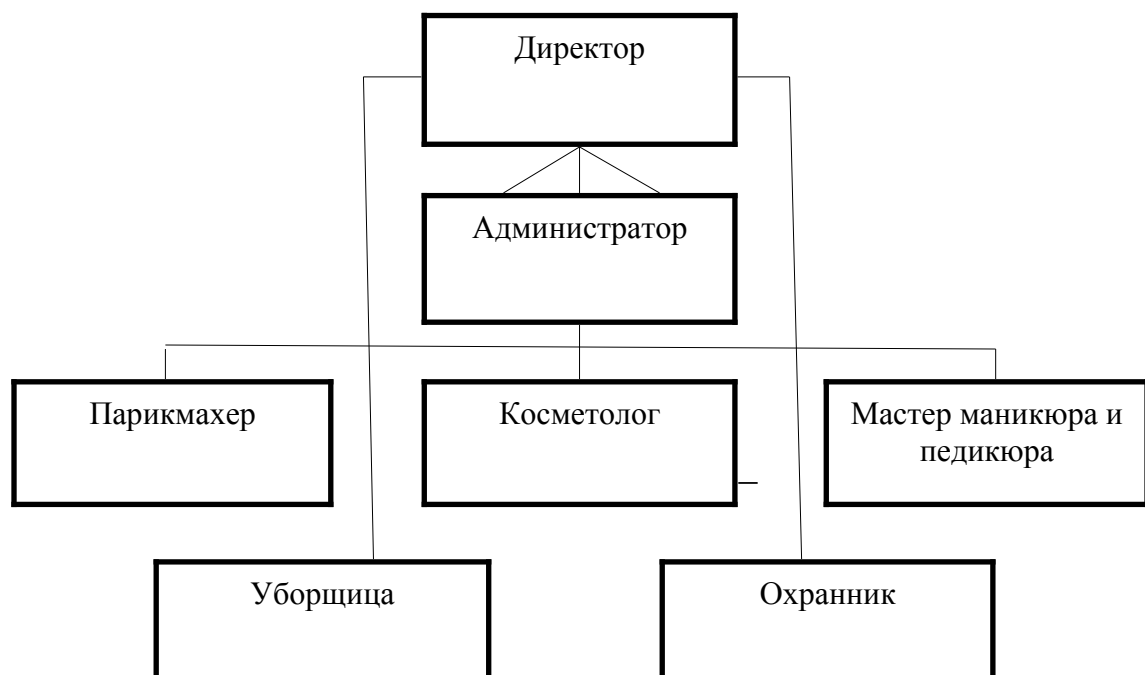 Директор
Администратор
Парикмахер
Косметолог
Мастер маникюра и
педикюра
Уборщица
Охранник